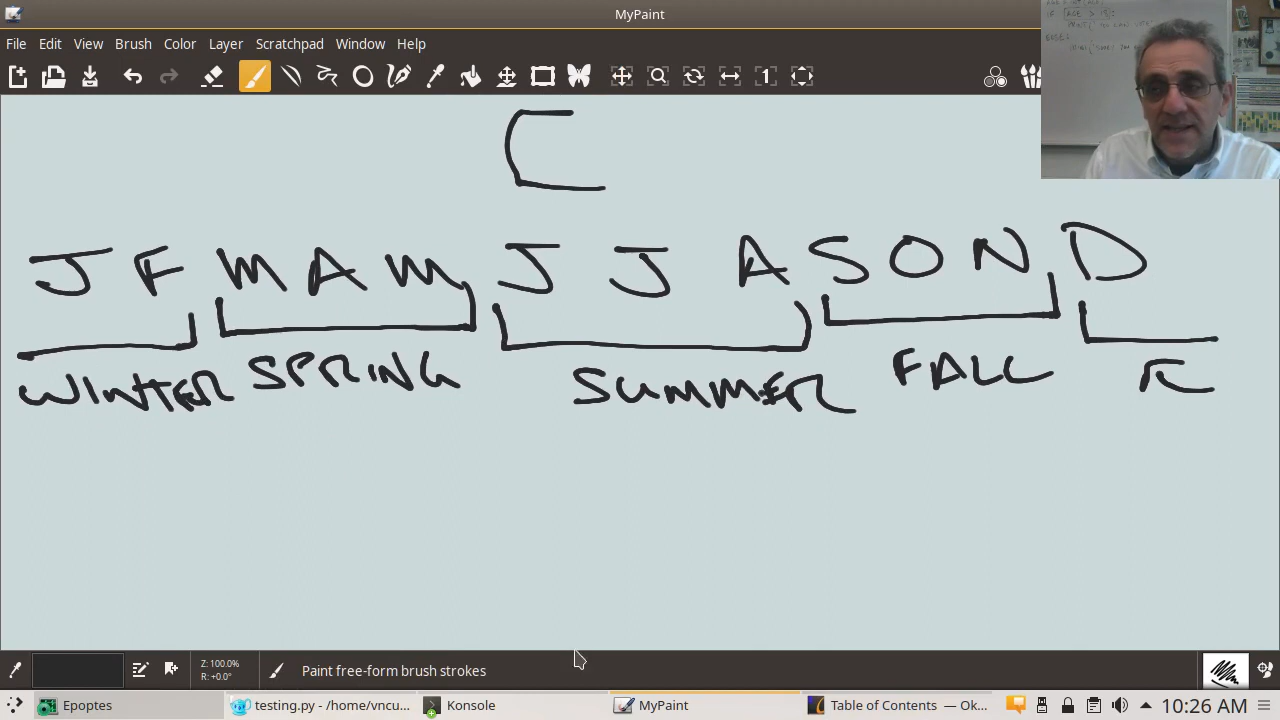 MyPaint
File Edit View Brush Color Layer Scratchpad Window Help
C
J F M A M J J A S O N D
WINTER SPRING SUMMER FALL
Z: 100.0%
R: +0.0°
Paint free-form brush strokes
Epoptes testing.py - /home/vncu... Konsole MyPaint Table of Contents — Ok... 10:26 AM